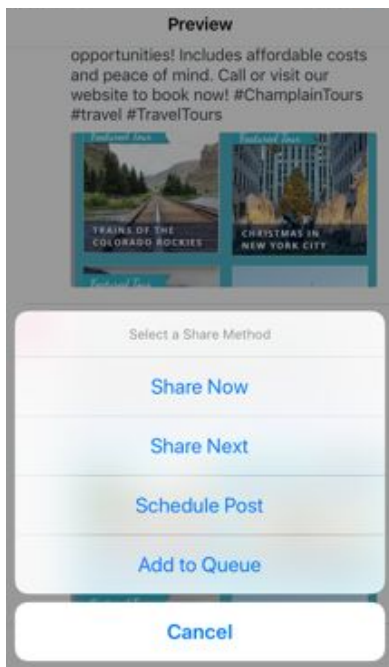 Preview
opportunities! Includes affordable costs
and peace of mind. Call or visit our
website to book now! #ChamplainTours
#travel #TravelTours
Featured Tour
Featured Tour
TRAINS OF THE
COLORADO ROCKIES
CHRISTMAS IN
NEW YORK CITY
Featured Tour
Select a Share Method
Share Now
Share Next
Schedule Post
Add to Queue
Cancel